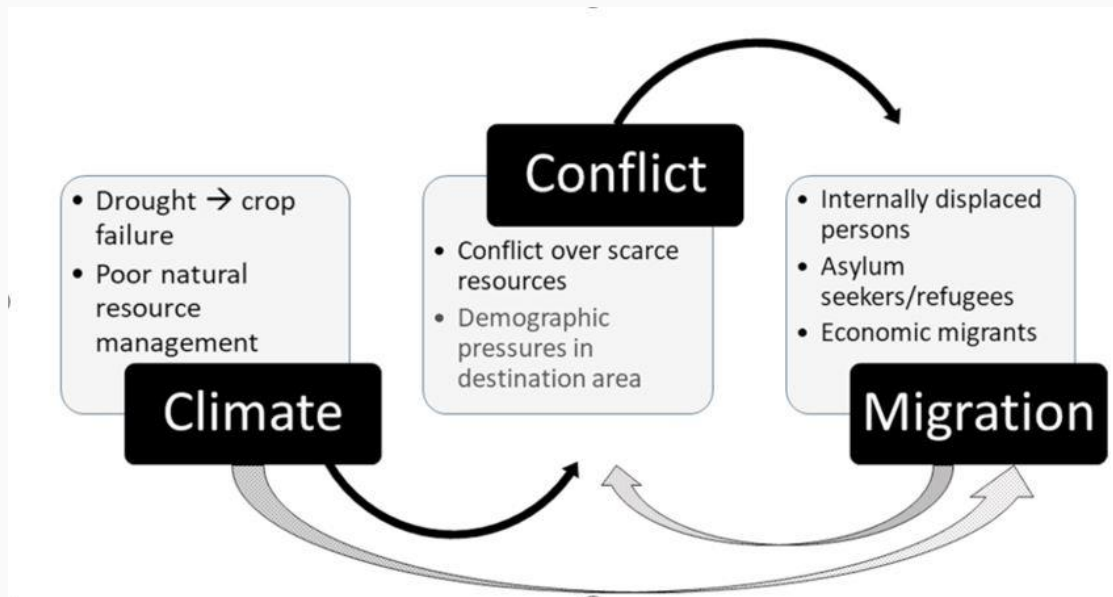 • Drought → crop
failure
• Poor natural
resource
management
Climate
Conflict
• Conflict over scarce
resources
• Demographic
pressures in
destination area
• Internally displaced
persons
• Asylum
seekers/refugees
• Economic migrants
Migration